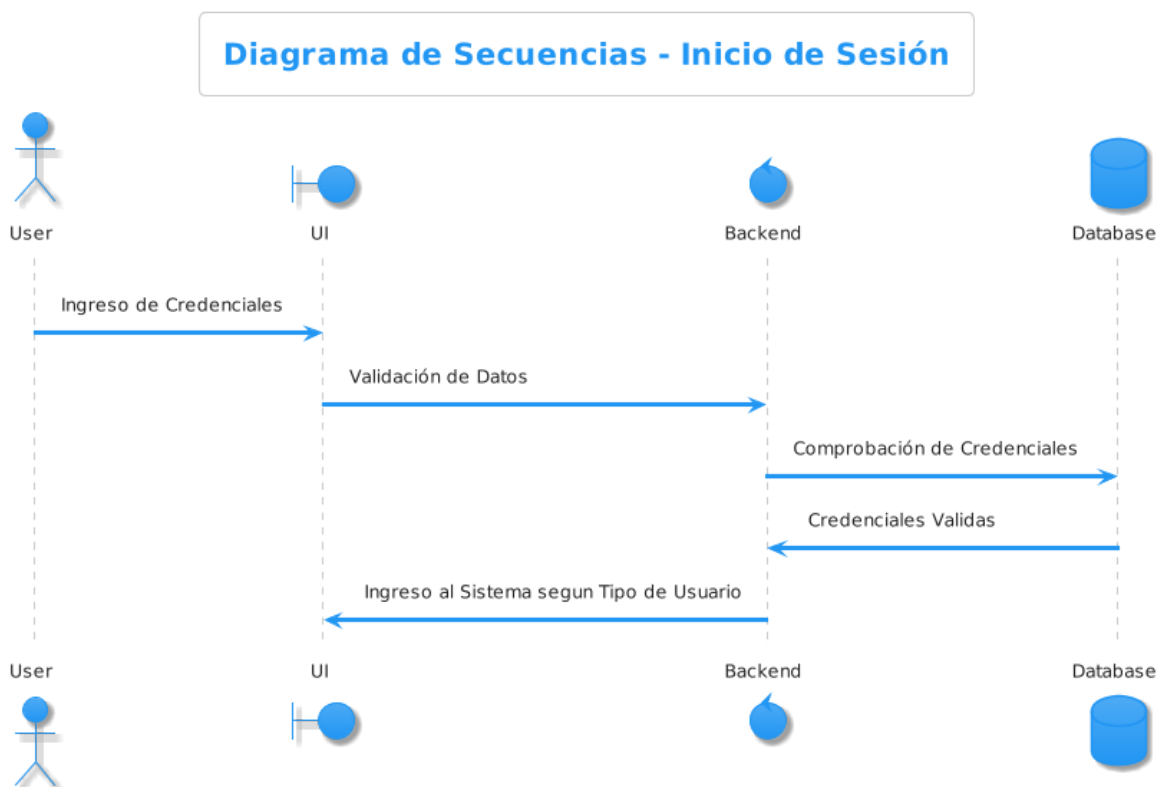 Diagrama de Secuencias - Inicio de Sesión
User
UI
Backend
Database
Ingreso de Credenciales
Validación de Datos
Comprobación de Credenciales
Credenciales Validas
Ingreso al Sistema segun Tipo de Usuario
User
UI
Backend
Database